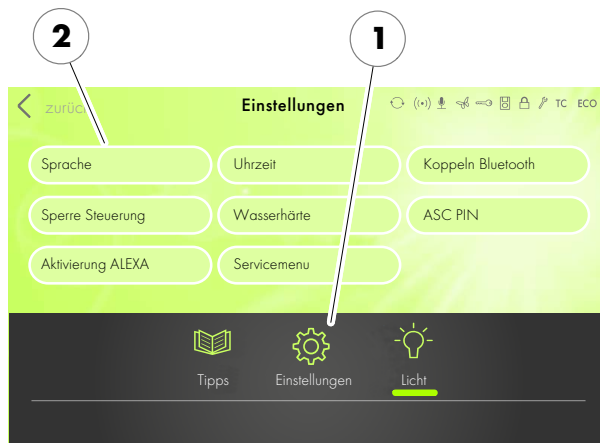 2
1
zurück Einstellungen TC ECO
Sprache Uhrzeit Koppeln Bluetooth
Sperre Steuerung Wasserhärte ASC PIN
Aktivierung ALEXA Servicemenu
Tipps Einstellungen Licht